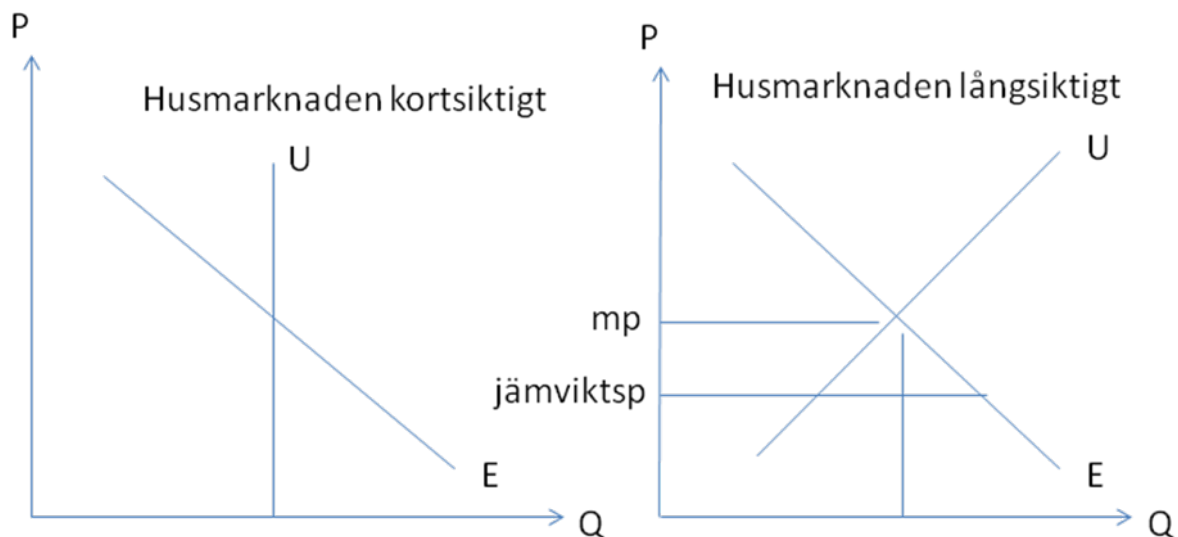 P
Husmarknaden kortsiktigt
U
E
Q
P
Husmarknaden långsiktigt
U
mp
jämviktsp
E
Q